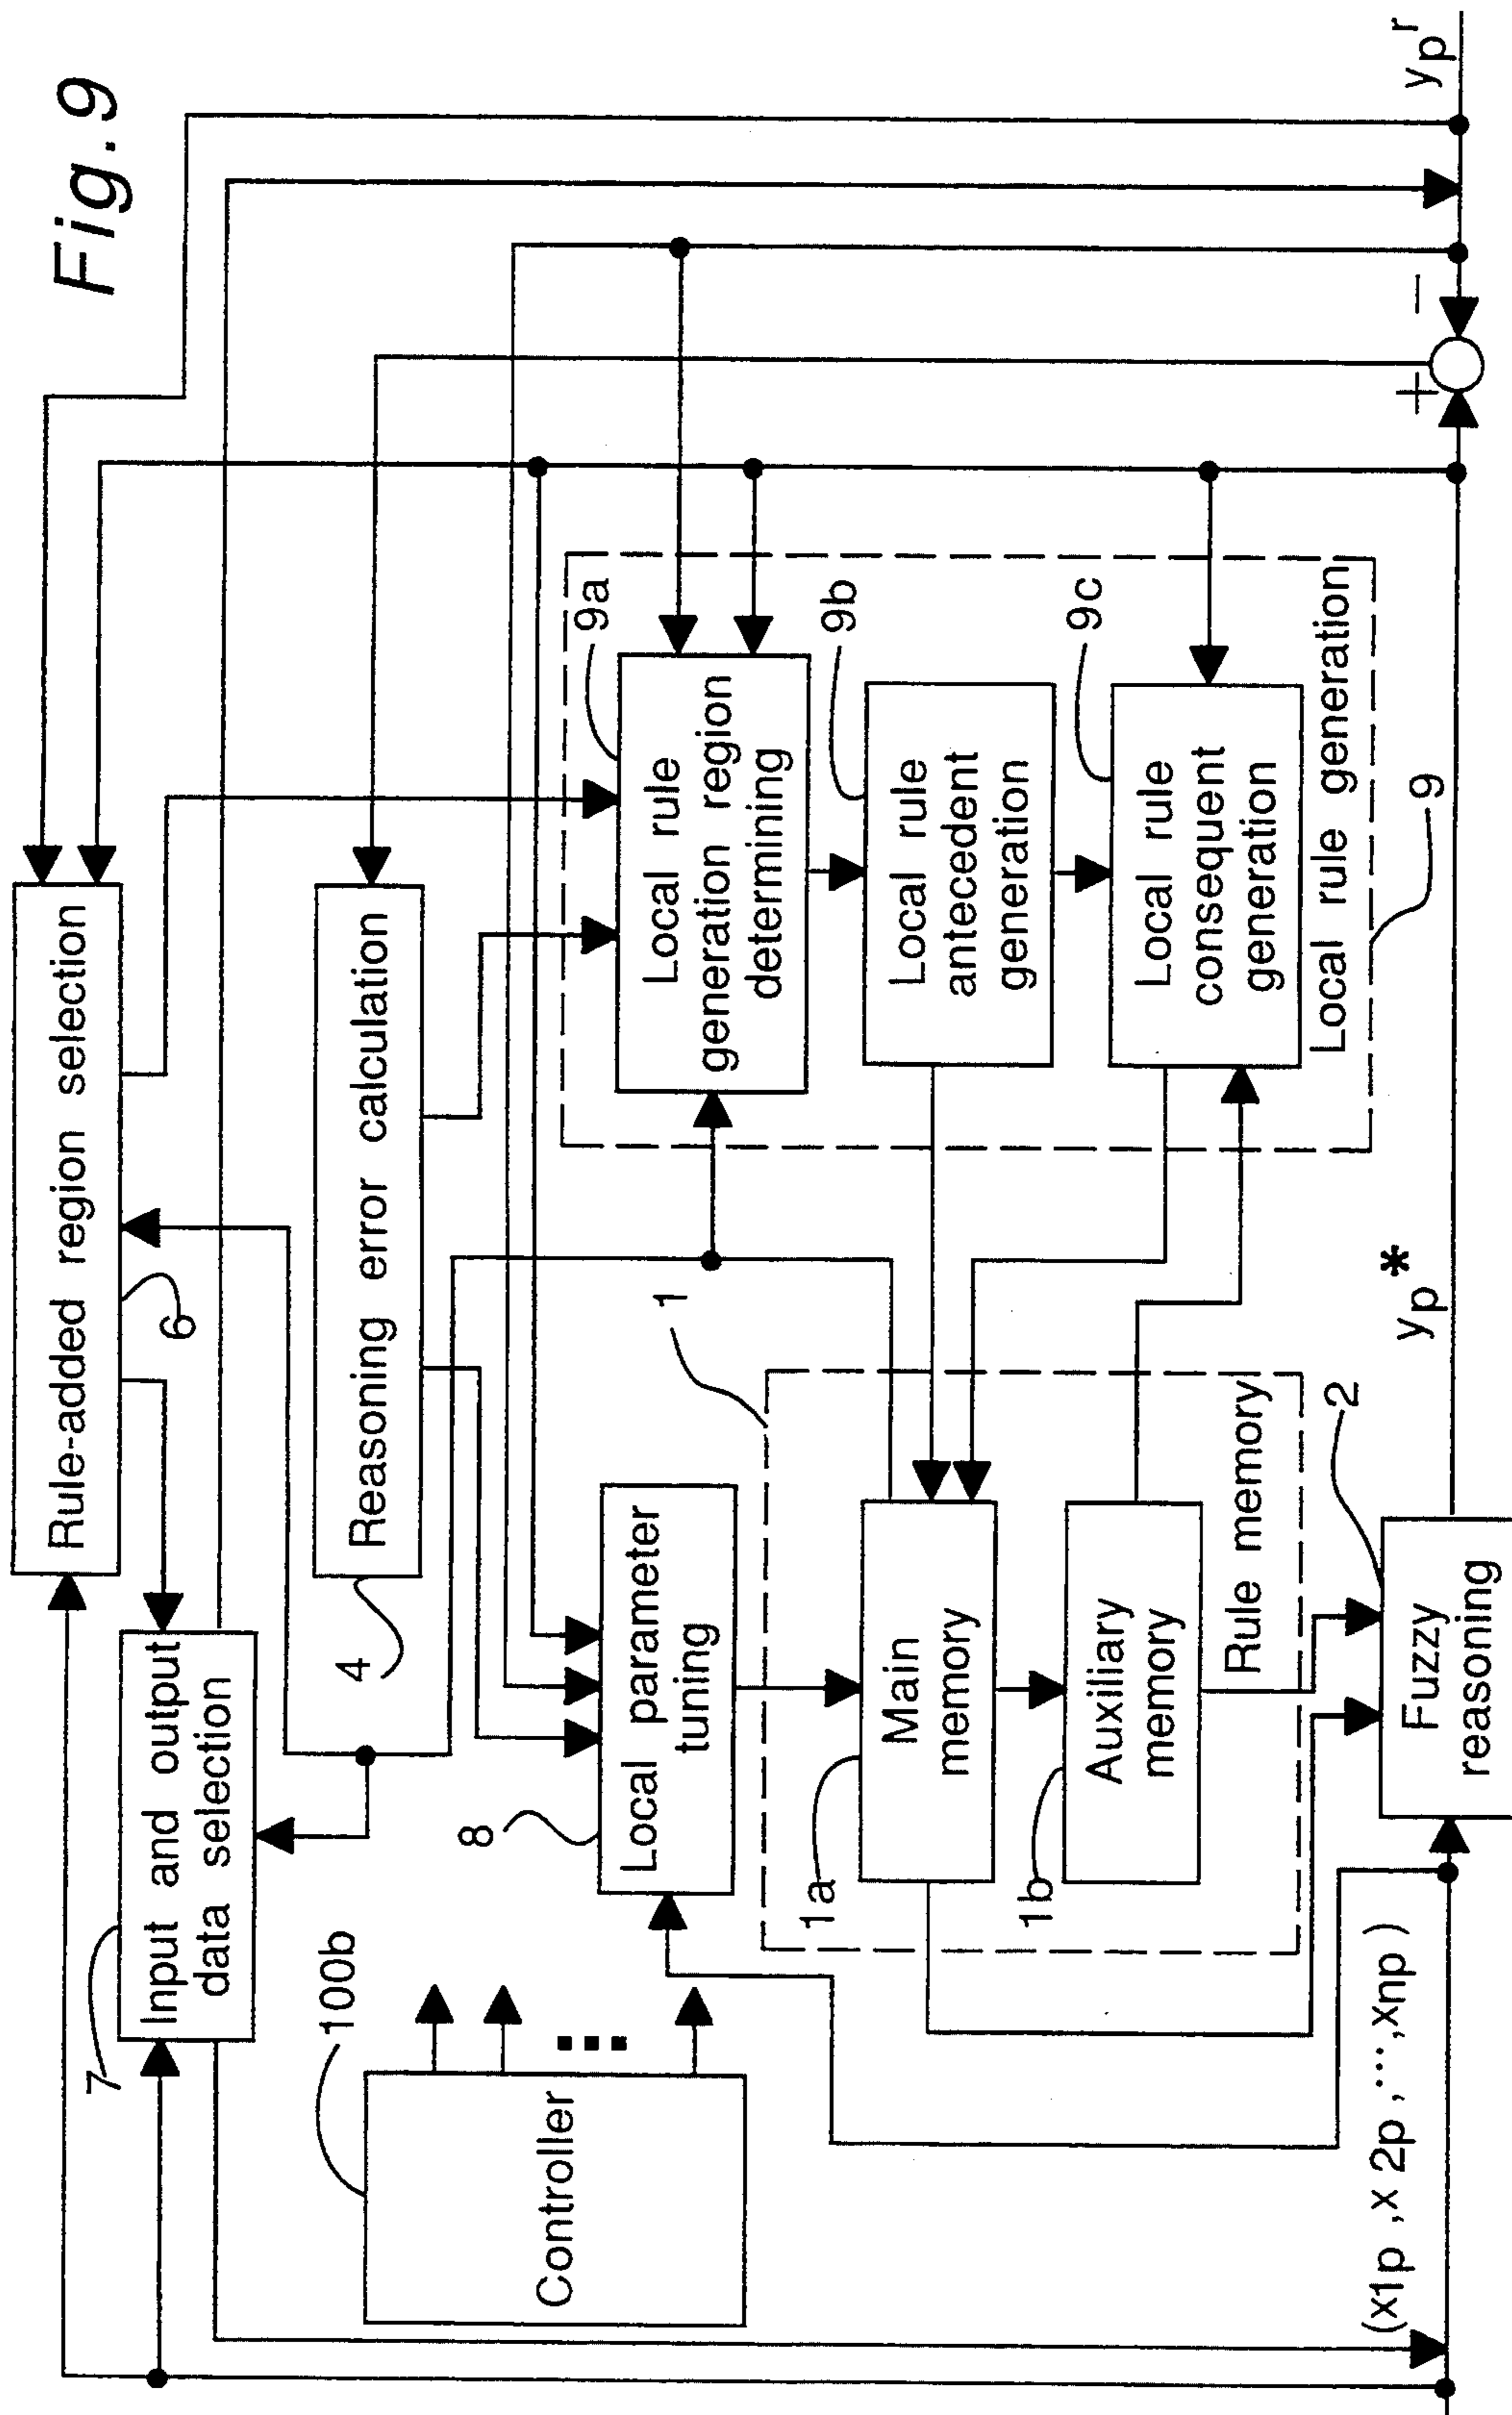 Fig.9
Rule-added region selection
6
7
Input and output
data selection
Reasoning error calculation
4
100b
Controller
8
Local parameter
tuning
1
1a
Main
memory
1b
Auxiliary
memory
Rule memory
9a
Local rule
generation region
determining
9b
Local rule
antecedent
generation
9c
Local rule
consequent
generation
Local rule generation
9
2
Fuzzy
reasoning
(x1p ,x 2p ,⋯,xnp )
yp*
+
−
ypr